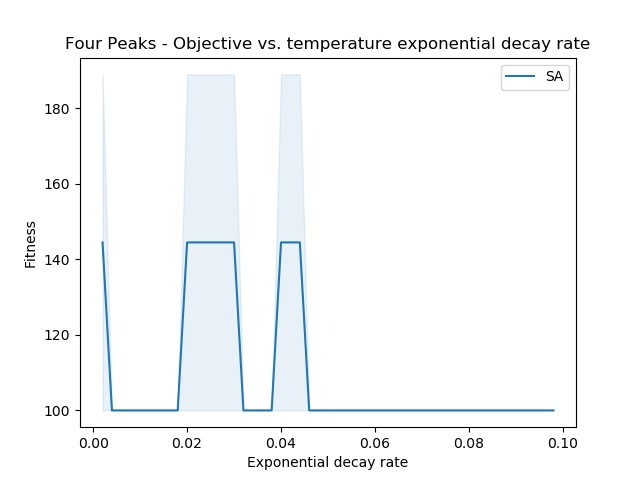 Four Peaks - Objective vs. temperature exponential decay rate
SA
Fitness
180
160
140
120
100
0.00 0.02 0.04 0.06 0.08 0.10
Exponential decay rate